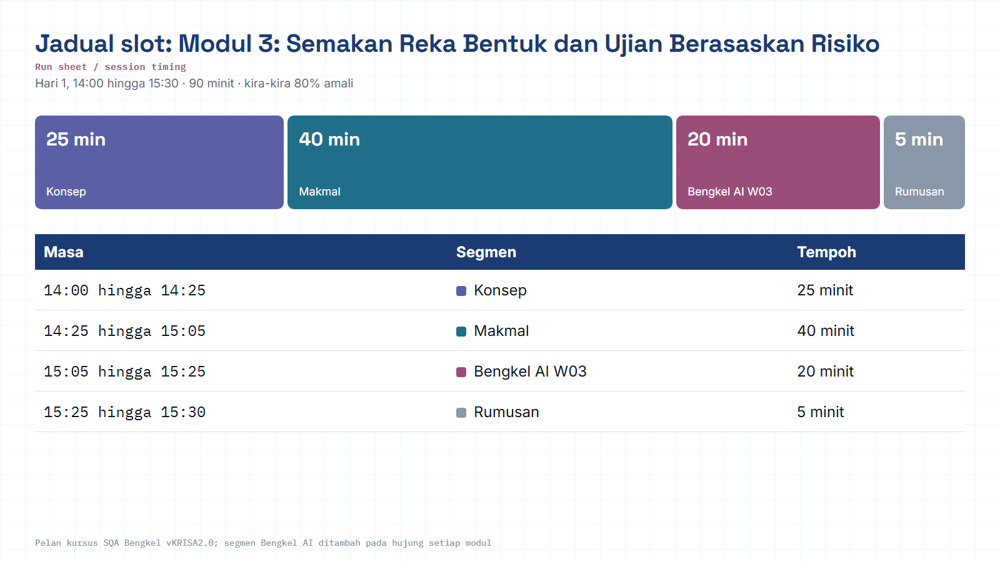 Jadual slot: Modul 3: Semakan Reka Bentuk dan Ujian Berasaskan Risiko
Run sheet / session timing
Hari 1, 14:00 hingga 15:30 · 90 minit · kira-kira 80% amali
25 min
Konsep
40 min
Makmal
20 min
Bengkel AI W03
5 min
Rumusan
Masa Segmen Tempoh
14:00 hingga 14:25 Konsep 25 minit
14:25 hingga 15:05 Makmal 40 minit
15:05 hingga 15:25 Bengkel AI W03 20 minit
15:25 hingga 15:30 Rumusan 5 minit
Pelan kursus SQA Bengkel vKRISA2.0; segmen Bengkel AI ditambah pada hujung setiap modul